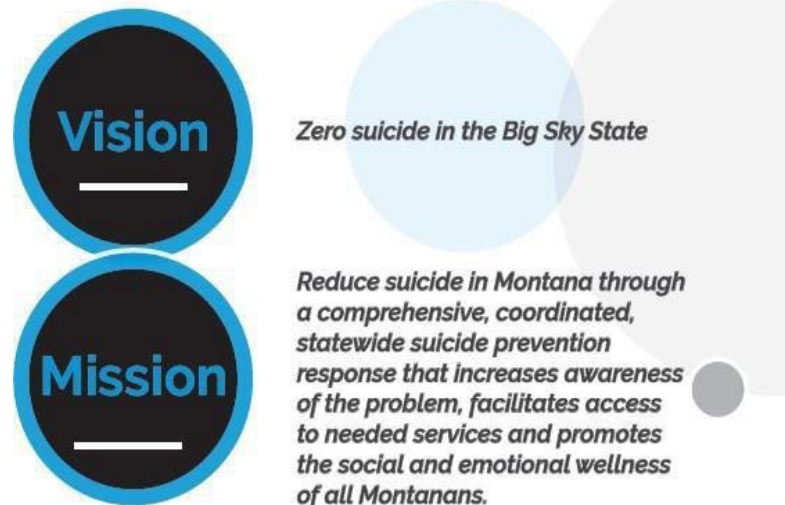 Vision
Zero suicide in the Big Sky State
Mission
Reduce suicide in Montana through
a comprehensive, coordinated,
statewide suicide prevention
response that increases awareness
of the problem, facilitates access
to needed services and promotes
the social and emotional wellness
of all Montanans.